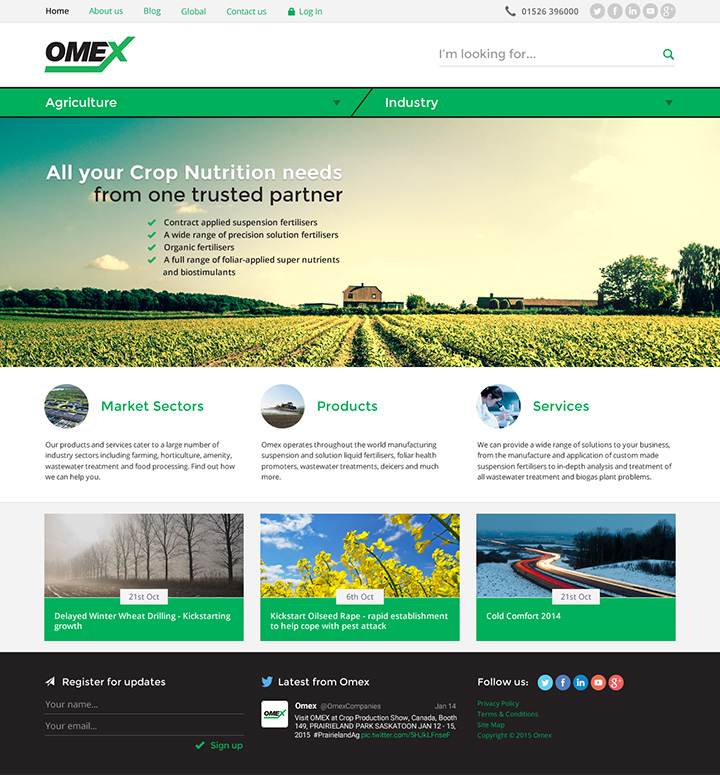 Home About us Blog Global Contact us Log In 01526 396000
OMEX
I'm looking for...
Agriculture Industry
All your Crop Nutrition needs
from one trusted partner
Contract applied suspension fertilisers
A wide range of precision solution fertilisers
Organic fertilisers
A full range of foliar-applied super nutrients
and biostimulants
Market Sectors
Our products and services cater to a large number of
industry sectors including farming, horticulture, amenity,
wastewater treatment and food processing. Find out how
we can help you.
Products
Omex operates throughout the world manufacturing
suspension and solution liquid fertilisers, foliar health
promoters, wastewater treatments, deicers and much
more.
Services
We can provide a wide range of solutions to your business,
from the manufacture and application of custom made
suspension fertilisers to in-depth analysis and treatment of
all wastewater treatment and biogas plant problems.
21st Oct
Delayed Winter Wheat Drilling - Kickstarting
growth
6th Oct
Kickstart Oilseed Rape - rapid establishment
to help cope with pest attack
21st Oct
Cold Comfort 2014
Register for updates
Your name...
Your email...
Sign up
Latest from Omex
OMEX
Omex @OmexCompanies Jan 14
Visit OMEX at Crop Production Show, Canada, Booth
149, PRAIRIELAND PARK SASKATOON JAN 12 - 15,
2015 #PrairielandAg pic.twitter.com/5HJkLFnseF
Follow us:
Privacy Policy
Terms & Conditions
Site Map
Copyright © 2015 Omex